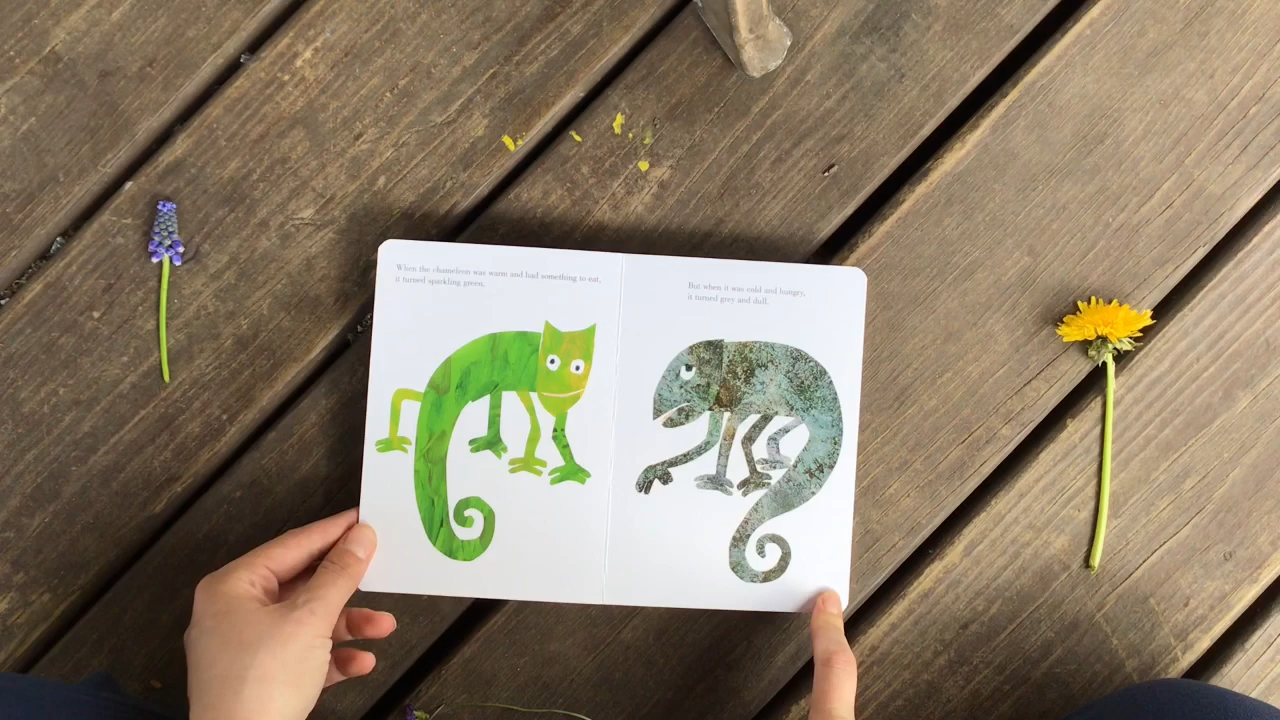 When the chameleon was warm and had something to eat,
it turned sparkling green.
But when it was cold and hungry,
it turned grey and dull.